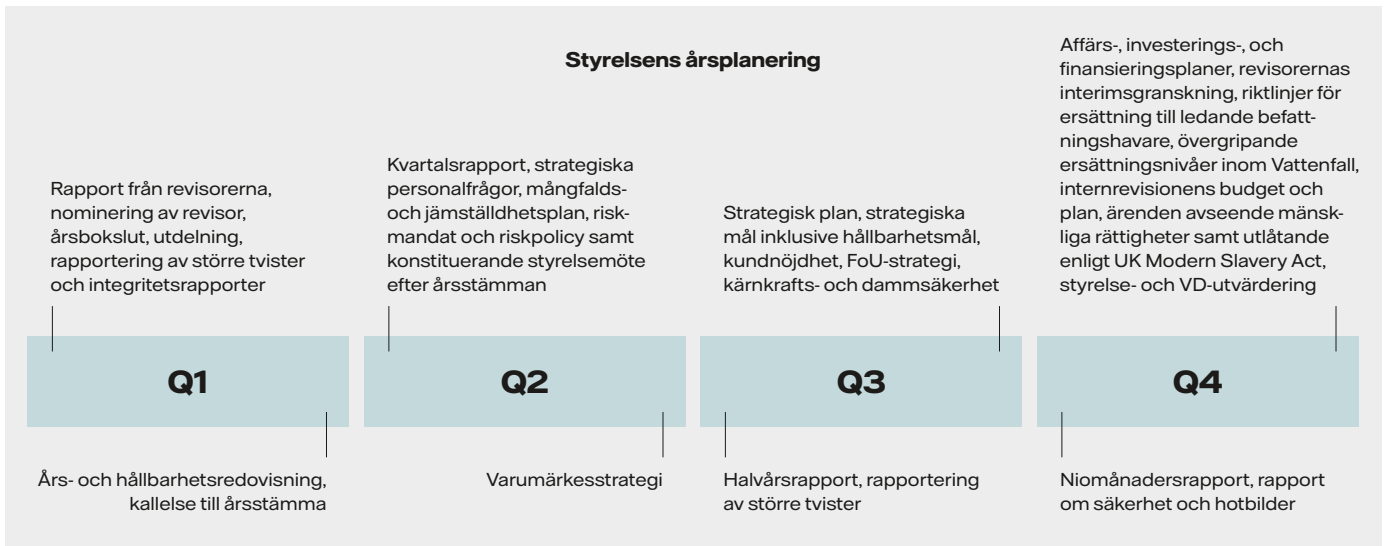 Styrelsens årsplanering
Rapport från revisorerna,
nominering av revisor,
årsbokslut, utdelning,
rapportering av större tvister
och integritetsrapporter
Kvartalsrapport, strategiska
personalfrågor, mångfalds-
och jämställdhetsplan, risk-
mandat och riskpolicy samt
konstituerande styrelsemöte
efter årsstämman
Strategisk plan, strategiska
mål inklusive hållbarhetsmål,
kundnöjdhet, FoU-strategi,
kärnkrafts- och dammsäkerhet
Affärs-, investerings-, och
finansieringsplaner, revisorernas
interimsgranskning, riktlinjer för
ersättning till ledande befatt-
ningshavare, övergripande
ersättningsnivåer inom Vattenfall,
internrevisionens budget och
plan, ärenden avseende mänsk-
liga rättigheter samt utlåtande
enligt UK Modern Slavery Act,
styrelse- och VD-utvärdering
Q1
Q2
Q3
Q4
Års- och hållbarhetsredovisning,
kallelse till årsstämma
Varumärkesstrategi
Halvårsrapport, rapportering
av större tvister
Niomånadersrapport, rapport
om säkerhet och hotbilder